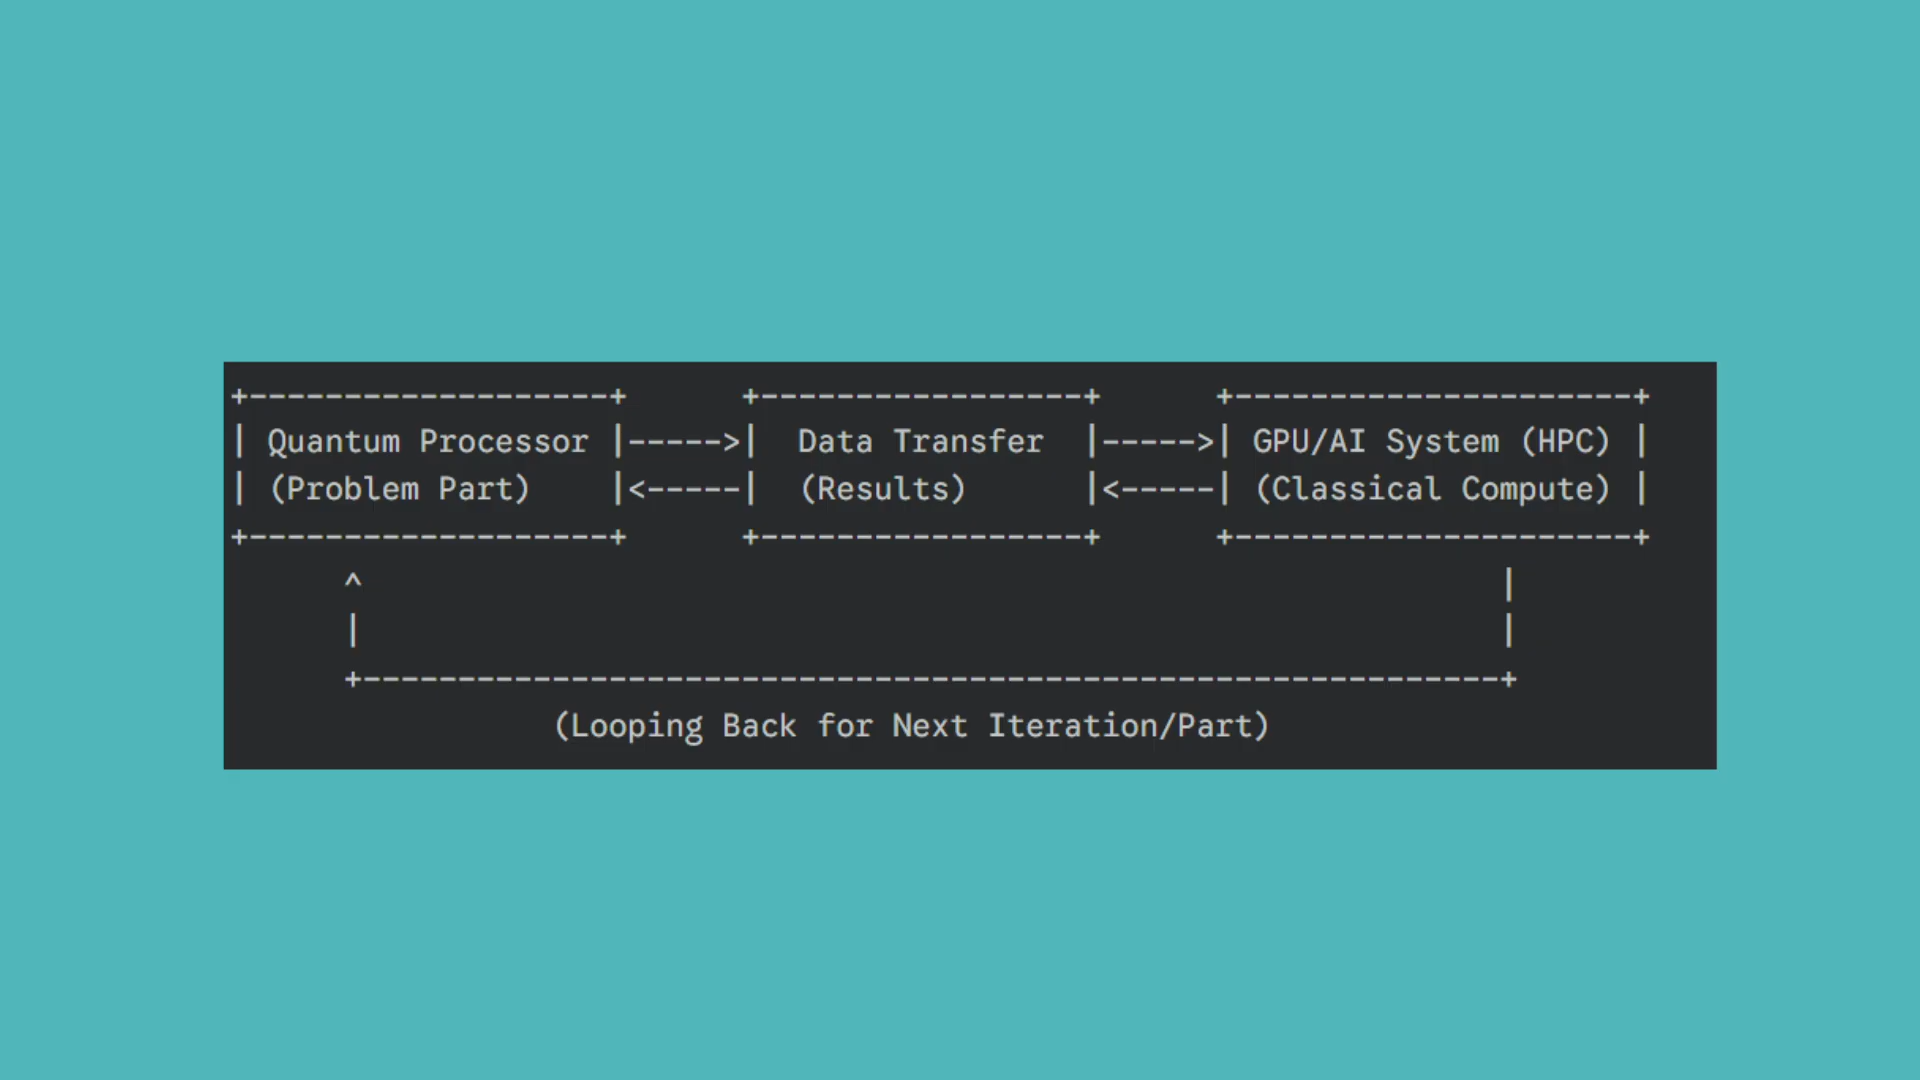 +-------------------+      +-----------------+      +---------------------+
| Quantum Processor |----->|  Data Transfer  |----->| GPU/AI System (HPC) |
| (Problem Part)    |<-----|  (Results)      |<-----| (Classical Compute) |
+-------------------+      +-----------------+      +---------------------+
      ^                                                            |
      |                                                            |
      +------------------------------------------------------------+
                 (Looping Back for Next Iteration/Part)